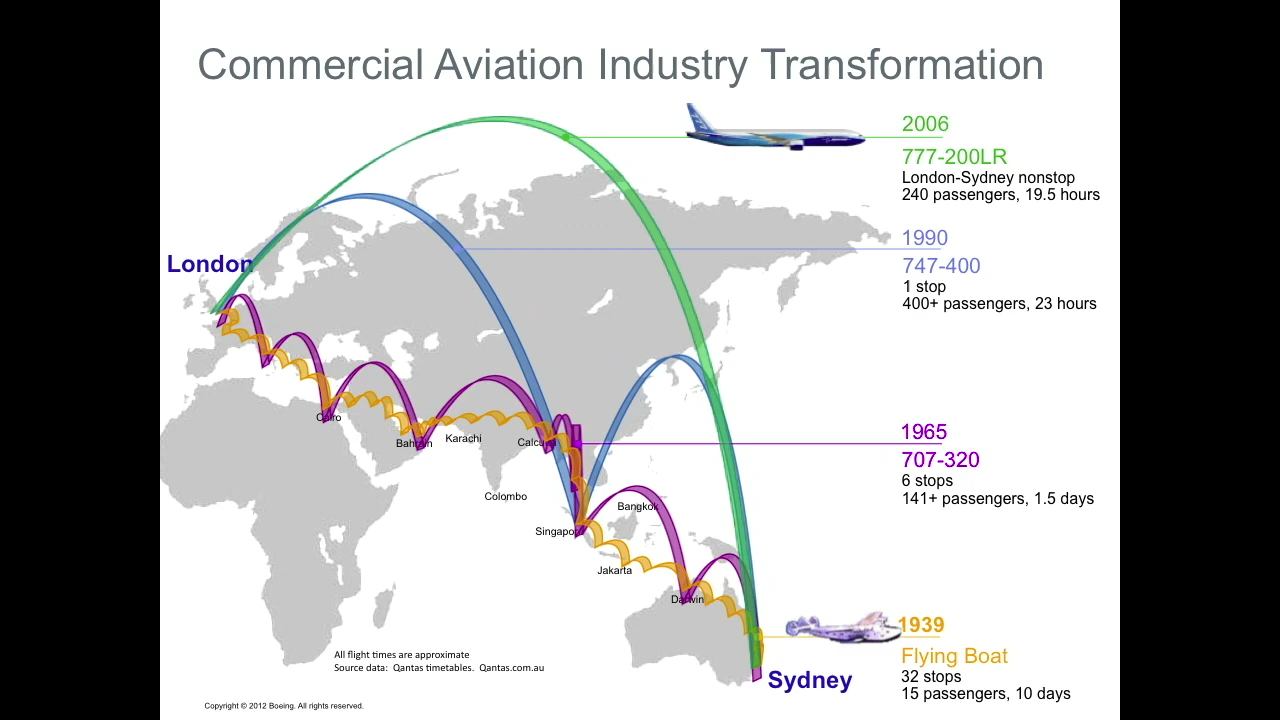 Commercial Aviation Industry Transformation
2006
777-200LR
London-Sydney nonstop
240 passengers, 19.5 hours
1990
747-400
1 stop
400+ passengers, 23 hours
London
Cairo
Bahrain
Karachi
Calcutta
Colombo
Bangkok
Singapore
Jakarta
Darwin
1965
707-320
6 stops
141+ passengers, 1.5 days
1939
Flying Boat
32 stops
15 passengers, 10 days
Sydney
All flight times are approximate
Source data: Qantas timetables. Qantas.com.au
Copyright © 2012 Boeing. All rights reserved.